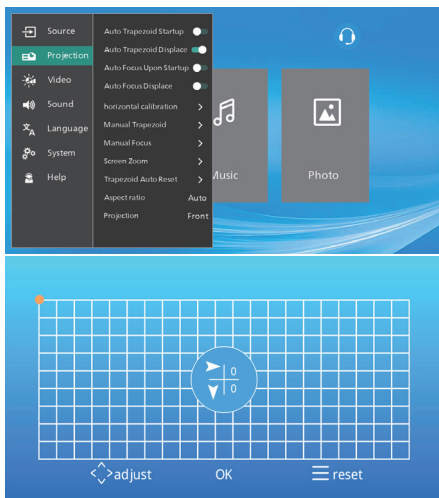 Source
Projection
Video
Sound
Language
System
Help
Auto Trapezoid Startup
Auto Trapezoid Displace
Auto Focus Upon Startup
Auto Focus Displace
horizontal calibration
Manual Trapezoid
Manual Focus
Screen Zoom
Trapezoid Auto Reset
Aspect ratio Auto
Projection Front
Music
Photo
0
0
adjust OK reset